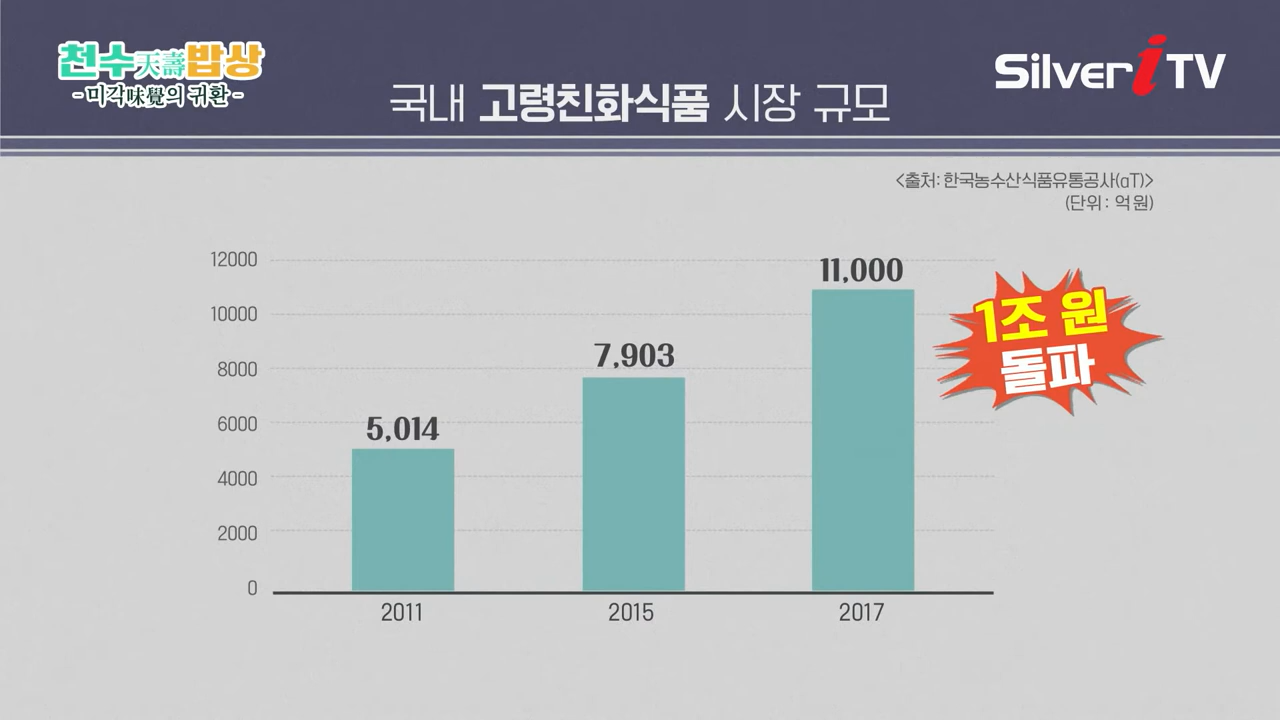 천수天壽밥상
-미각味覺의 귀환-
Silver i TV
국내 고령친화식품 시장 규모
<출처: 한국농수산식품유통공사(aT)>
(단위 : 억 원)
12000
10000
8000
6000
4000
2000
0
5,014
7,903
11,000
1조 원
돌파
2011
2015
2017